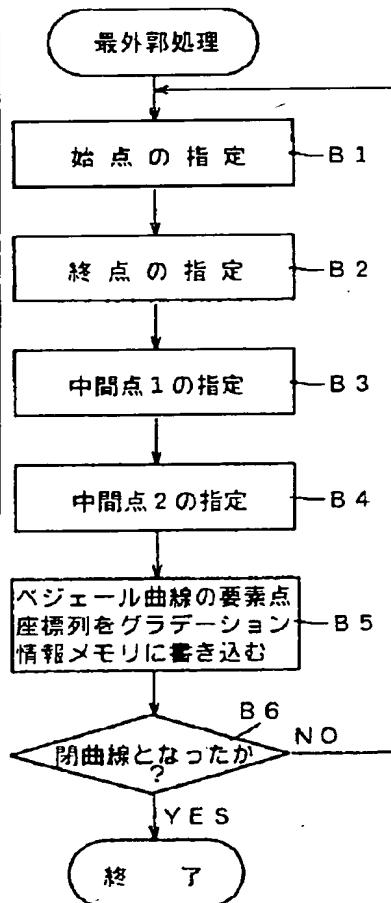 最外郭処理
始点の指定
B1
終点の指定
B2
中間点1の指定
B3
中間点2の指定
B4
ベジェール曲線の要素点
座標列をグラデーション
情報メモリに書き込む
B5
B6
閉曲線となったか
?
NO
YES
終了